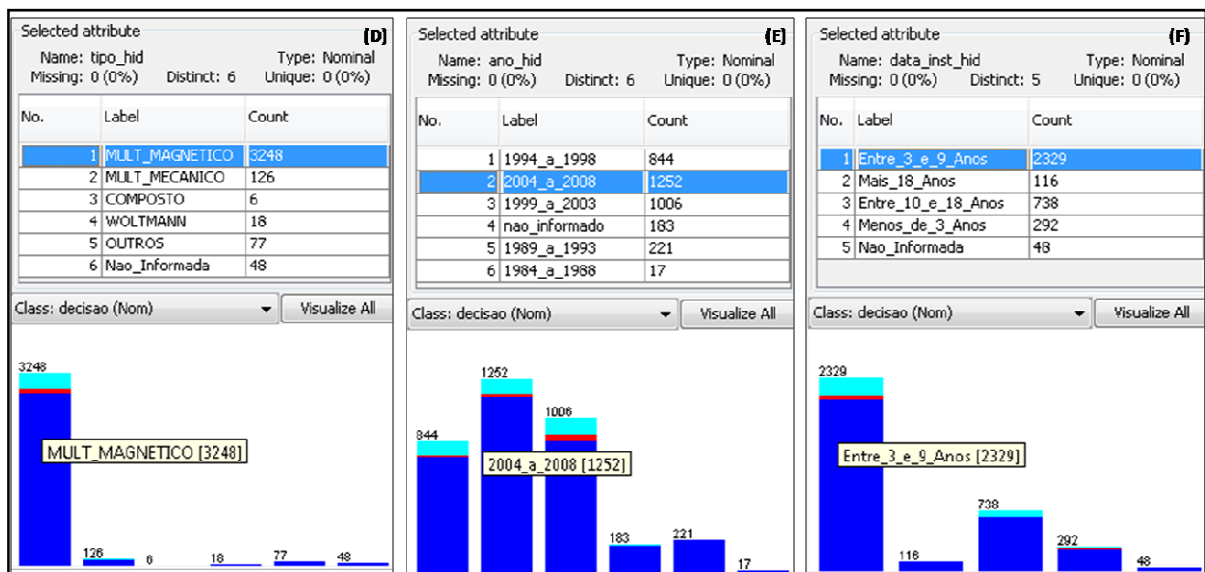 Selected attribute (D)
Name: tipo_hid Type: Nominal
Missing: 0 (0%) Distinct: 6 Unique: 0 (0%)
No. Label Count
1 MULT_MAGNETICO 3248
2 MULT_MECANICO 126
3 COMPOSTO 6
4 WOLTMANN 18
5 OUTROS 77
6 Nao_Informada 48
Class: decisao (Nom) Visualize All
3248
MULT_MAGNETICO [3248]
126 6 18 77 48
Selected attribute (E)
Name: ano_hid Type: Nominal
Missing: 0 (0%) Distinct: 6 Unique: 0 (0%)
No. Label Count
1 1994_a_1998 844
2 2004_a_2008 1252
3 1999_a_2003 1006
4 nao_informado 183
5 1989_a_1993 221
6 1984_a_1988 17
Class: decisao (Nom) Visualize All
844 1252 1006
2004_a_2008 [1252]
183 221 17
Selected attribute (F)
Name: data_inst_hid Type: Nominal
Missing: 0 (0%) Distinct: 5 Unique: 0 (0%)
No. Label Count
1 Entre_3_e_9_Anos 2329
2 Mais_18_Anos 116
3 Entre_10_e_18_Anos 738
4 Menos_de_3_Anos 292
5 Nao_Informada 48
Class: decisao (Nom) Visualize All
2329
Entre_3_e_9_Anos [2329]
116 738 292 48